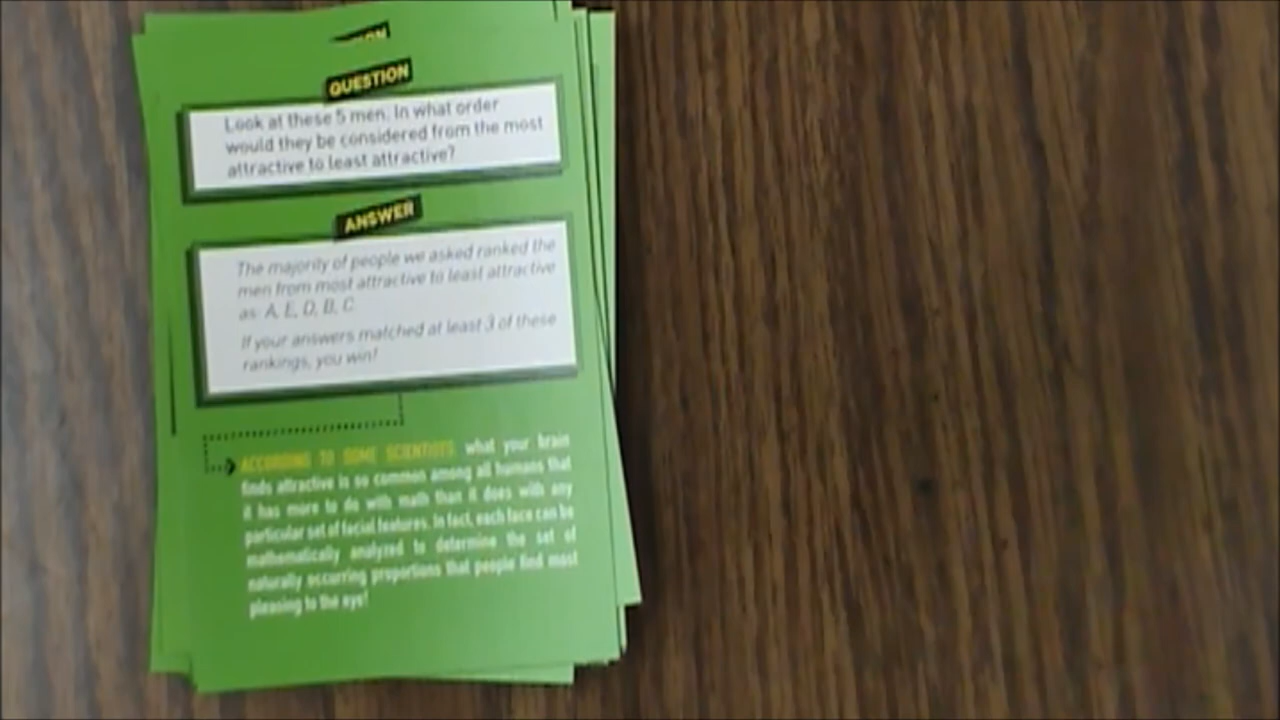 QUESTION
Look at these 5 men. In what order
would they be considered from the most
attractive to least attractive?
ANSWER
The majority of people we asked ranked the
men from most attractive to least attractive
as: A, E, D, B, C.
If your answers matched at least 3 of these
rankings, you win!
ACCORDING TO SOME SCIENTISTS what your brain
finds attractive is so common among all humans that
it has more to do with math than it does with any
particular set of facial features. In fact, each face can be
mathematically analyzed to determine the set of
naturally occurring proportions that people find most
pleasing to the eye!